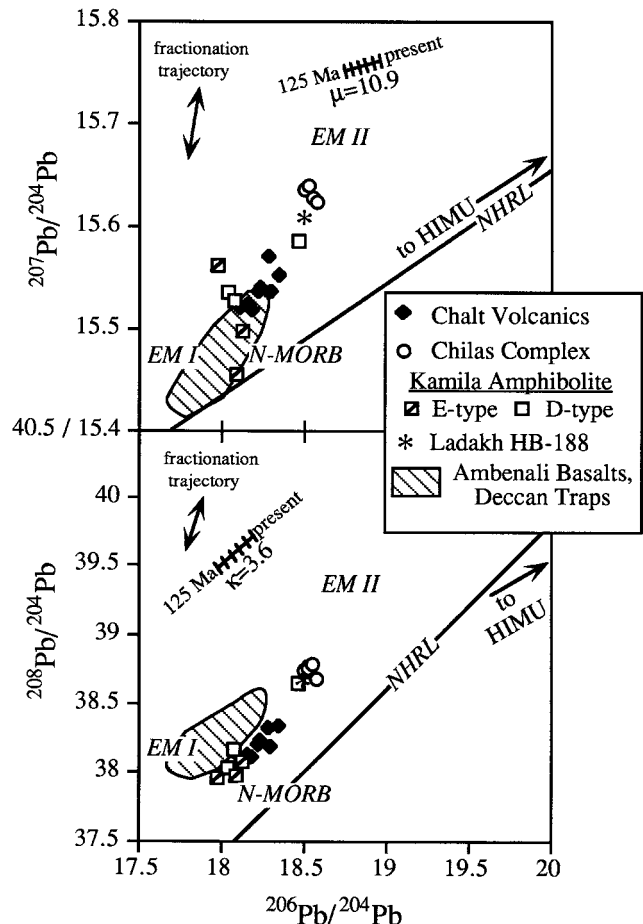 15.8
fractionation
trajectory
125 Ma present
μ=10.9
15.7
EM II
207Pb/204Pb
15.6
to HIMU
NHRL
15.5
EM I
N-MORB
40.5 / 15.4
Chalt Volcanics
Chilas Complex
Kamila Amphibolite
E-type D-type
Ladakh HB-188
Ambenali Basalts,
Deccan Traps
fractionation
trajectory
40
125 Ma present
κ=3.6
39.5
EM II
to
HIMU
208Pb/204Pb
39
NHRL
38.5
EM I
38
N-MORB
37.5
17.5 18 18.5 19 19.5 20
206Pb/204Pb